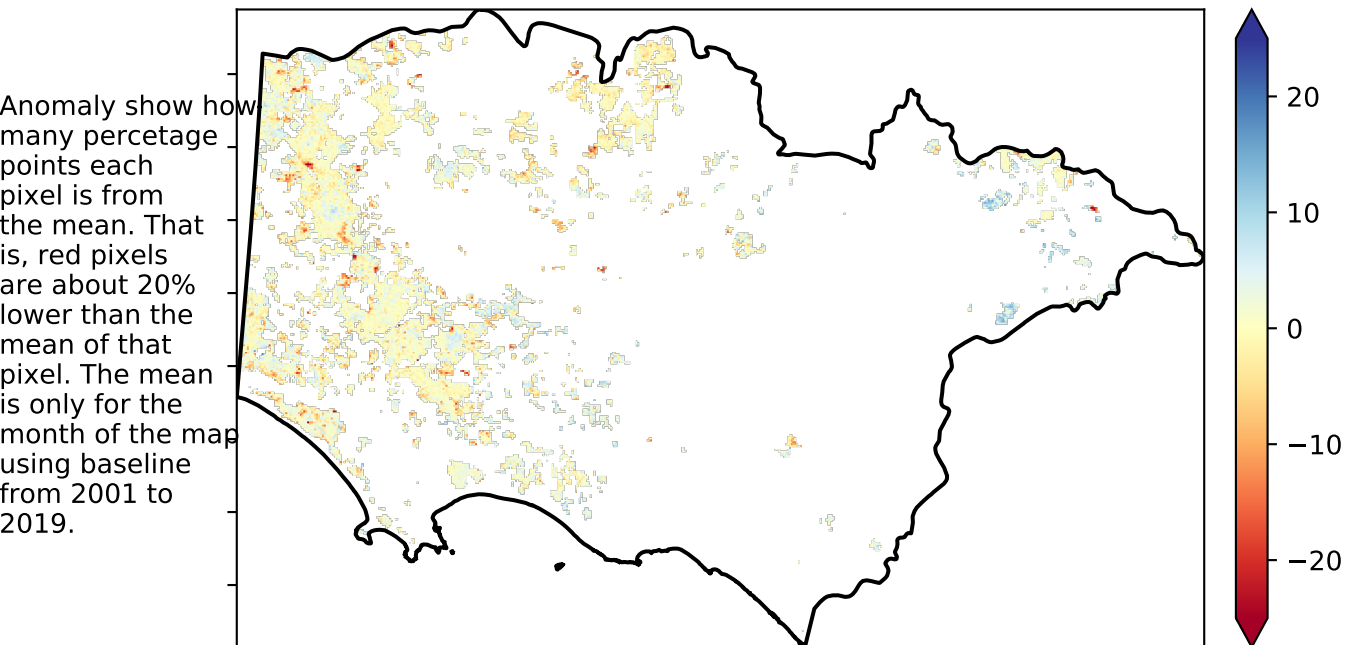 Anomaly show how
many percetage
points each
pixel is from
the mean. That
is, red pixels
are about 20%
lower than the
mean of that
pixel. The mean
is only for the
month of the map
using baseline
from 2001 to
2019.
20
10
0
−10
−20